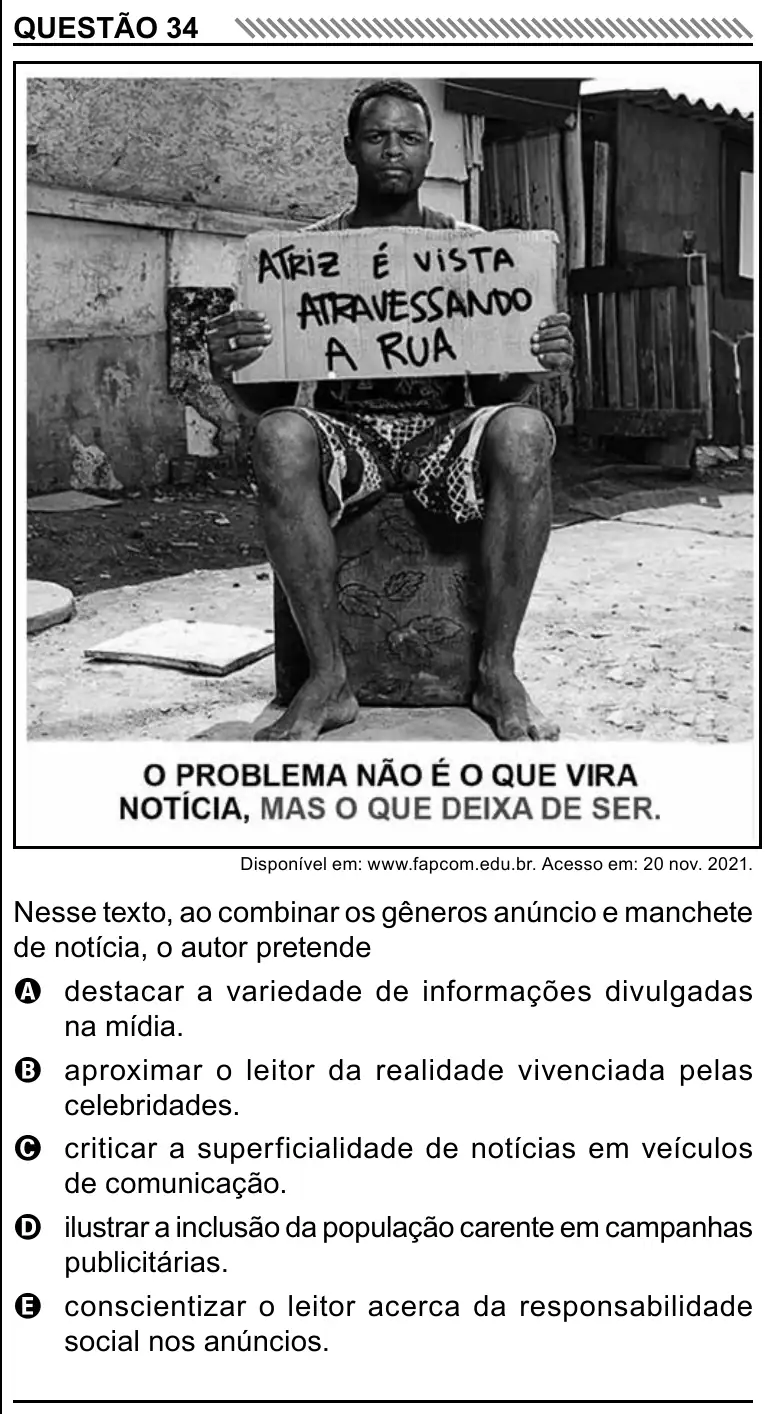 QUESTÃO 34
ATRIZ É VISTA
ATRAVESSANDO
A RUA
O PROBLEMA NÃO É O QUE VIRA
NOTÍCIA, MAS O QUE DEIXA DE SER.
Disponível em: www.fapcom.edu.br. Acesso em: 20 nov. 2021.
Nesse texto, ao combinar os gêneros anúncio e manchete
de notícia, o autor pretende
A destacar a variedade de informações divulgadas
na mídia.
B aproximar o leitor da realidade vivenciada pelas
celebridades.
C criticar a superficialidade de notícias em veículos
de comunicação.
D ilustrar a inclusão da população carente em campanhas
publicitárias.
E conscientizar o leitor acerca da responsabilidade
social nos anúncios.